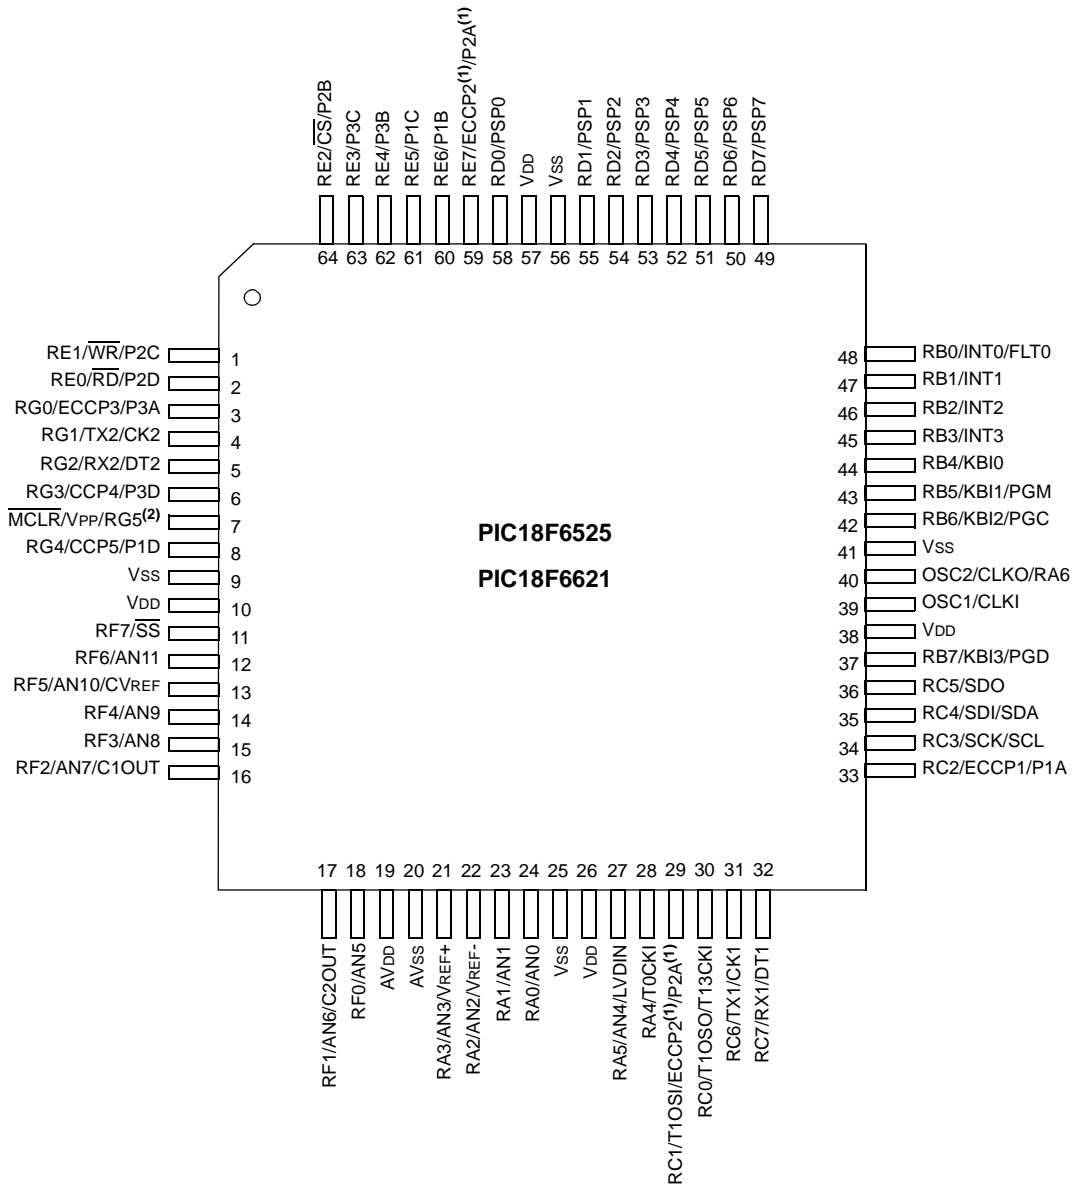 RE2/CS/P2B
RE3/P3C
RE4/P3B
RE5/P1C
RE6/P1B
RE7/ECCP2(1)/P2A(1)
RD0/PSP0
VDD
VSS
RD1/PSP1
RD2/PSP2
RD3/PSP3
RD4/PSP4
RD5/PSP5
RD6/PSP6
RD7/PSP7
64 63 62 61 60 59 58 57 56 55 54 53 52 51 50 49
RE1/WR/P2C 1
RE0/RD/P2D 2
RG0/ECCP3/P3A 3
RG1/TX2/CK2 4
RG2/RX2/DT2 5
RG3/CCP4/P3D 6
MCLR/VPP/RG5(2) 7
RG4/CCP5/P1D 8
VSS 9
VDD 10
RF7/SS 11
RF6/AN11 12
RF5/AN10/CVREF 13
RF4/AN9 14
RF3/AN8 15
RF2/AN7/C1OUT 16
PIC18F6525
PIC18F6621
48 RB0/INT0/FLT0
47 RB1/INT1
46 RB2/INT2
45 RB3/INT3
44 RB4/KBI0
43 RB5/KBI1/PGM
42 RB6/KBI2/PGC
41 VSS
40 OSC2/CLKO/RA6
39 OSC1/CLKI
38 VDD
37 RB7/KBI3/PGD
36 RC5/SDO
35 RC4/SDI/SDA
34 RC3/SCK/SCL
33 RC2/ECCP1/P1A
17 18 19 20 21 22 23 24 25 26 27 28 29 30 31 32
RF1/AN6/C2OUT
RF0/AN5
AVDD
AVSS
RA3/AN3/VREF+
RA2/AN2/VREF-
RA1/AN1
RA0/AN0
VSS
VDD
RA5/AN4/LVDIN
RA4/T0CKI
RC1/T1OSI/ECCP2(1)/P2A(1)
RC0/T1OSO/T13CKI
RC6/TX1/CK1
RC7/RX1/DT1